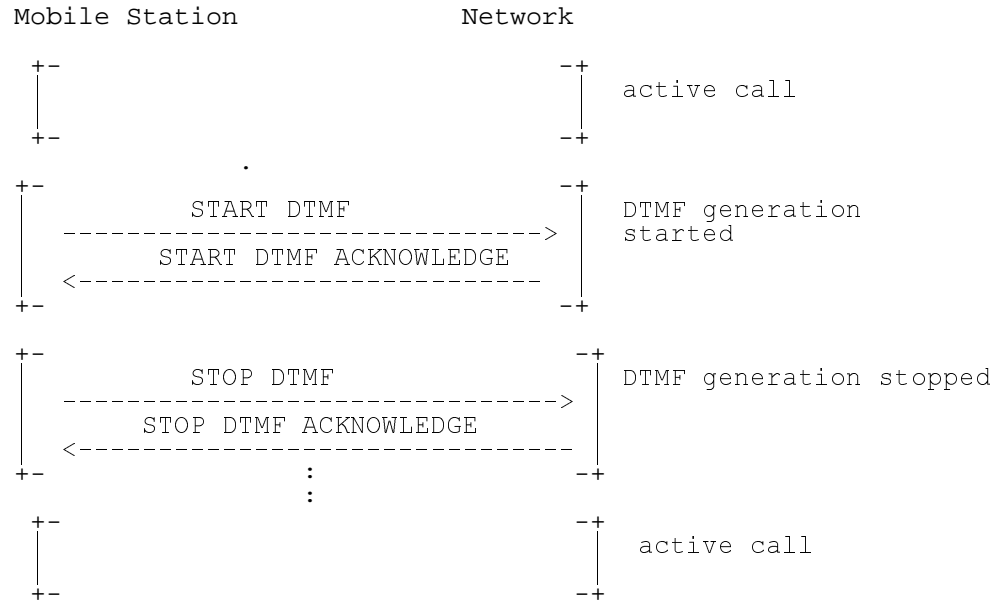 Mobile Station Network
+- -+
active call
+- -+
.
+- -+
START DTMF DTMF generation
-------------------------------> started
START DTMF ACKNOWLEDGE
<------------------------------
+- -+
+- -+
STOP DTMF DTMF generation stopped
-------------------------------->
STOP DTMF ACKNOWLEDGE
<--------------------------------
+- : -+
:
+- -+
active call
+- -+